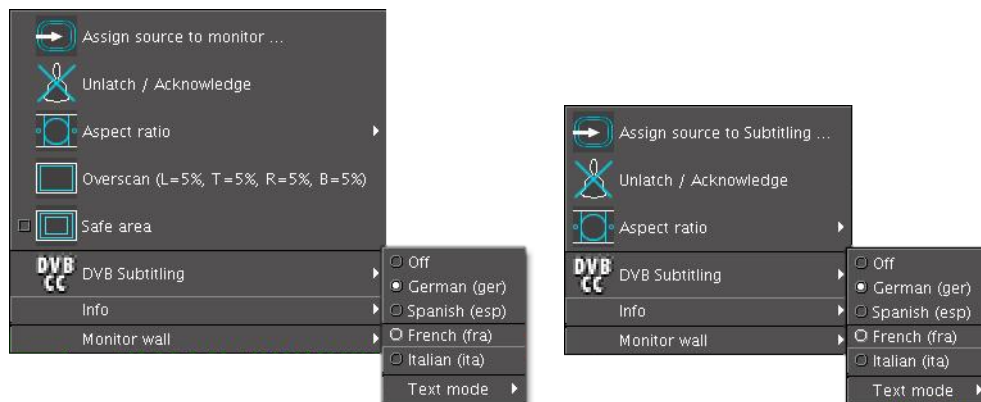 Assign source to monitor ...
Unlatch / Acknowledge
Aspect ratio
Overscan (L=5%, T=5%, R=5%, B=5%)
Safe area
DVB CC
DVB Subtitling
Info
Monitor wall
Off
German (ger)
Spanish (esp)
French (fra)
Italian (ita)
Text mode
Assign source to Subtitling ...
Unlatch / Acknowledge
Aspect ratio
DVB CC
DVB Subtitling
Info
Monitor wall
Off
German (ger)
Spanish (esp)
French (fra)
Italian (ita)
Text mode